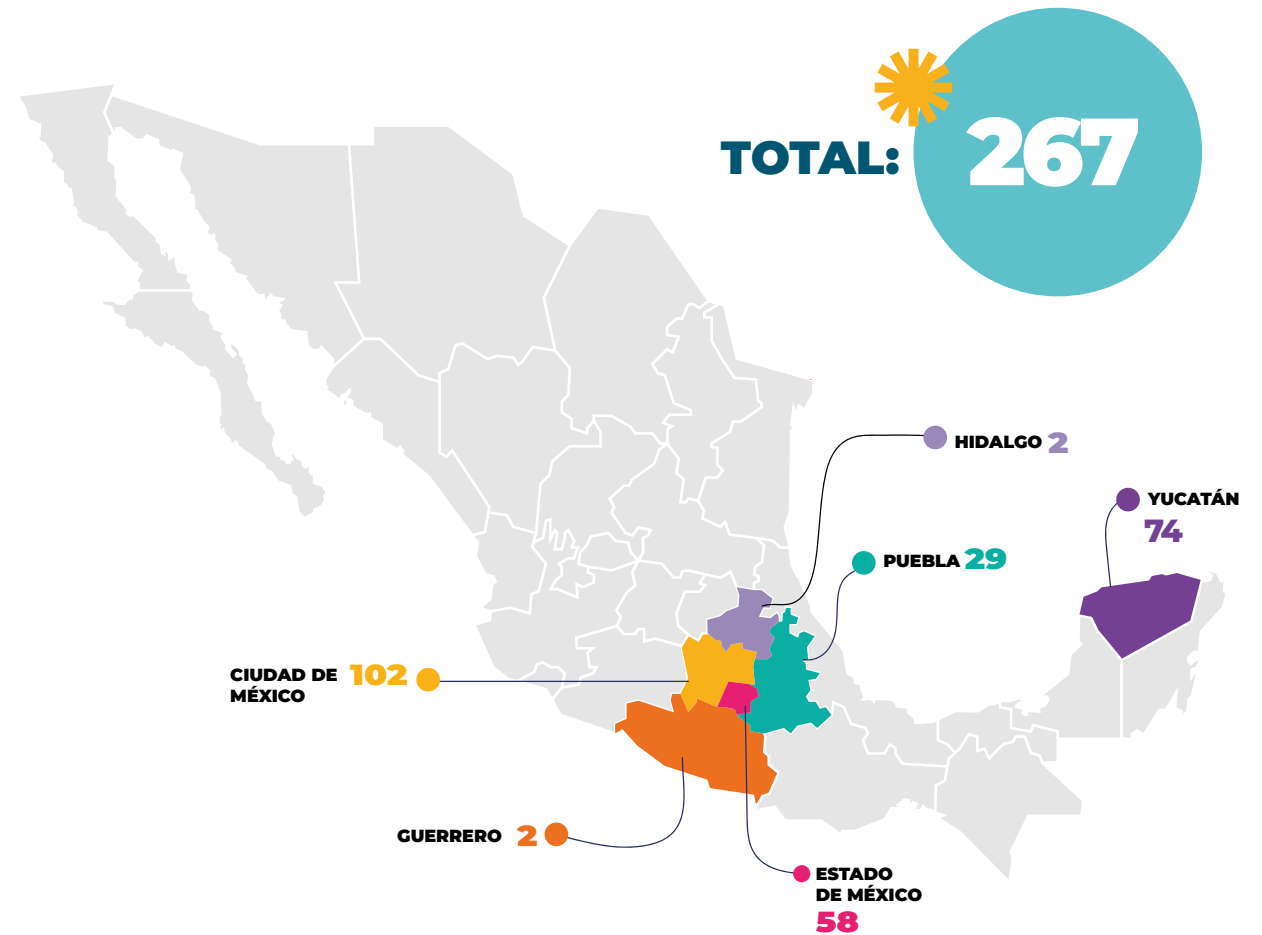 TOTAL: 267
HIDALGO 2
YUCATÁN
74
PUEBLA 29
CIUDAD DE
MÉXICO
102
GUERRERO 2
ESTADO
DE MÉXICO
58